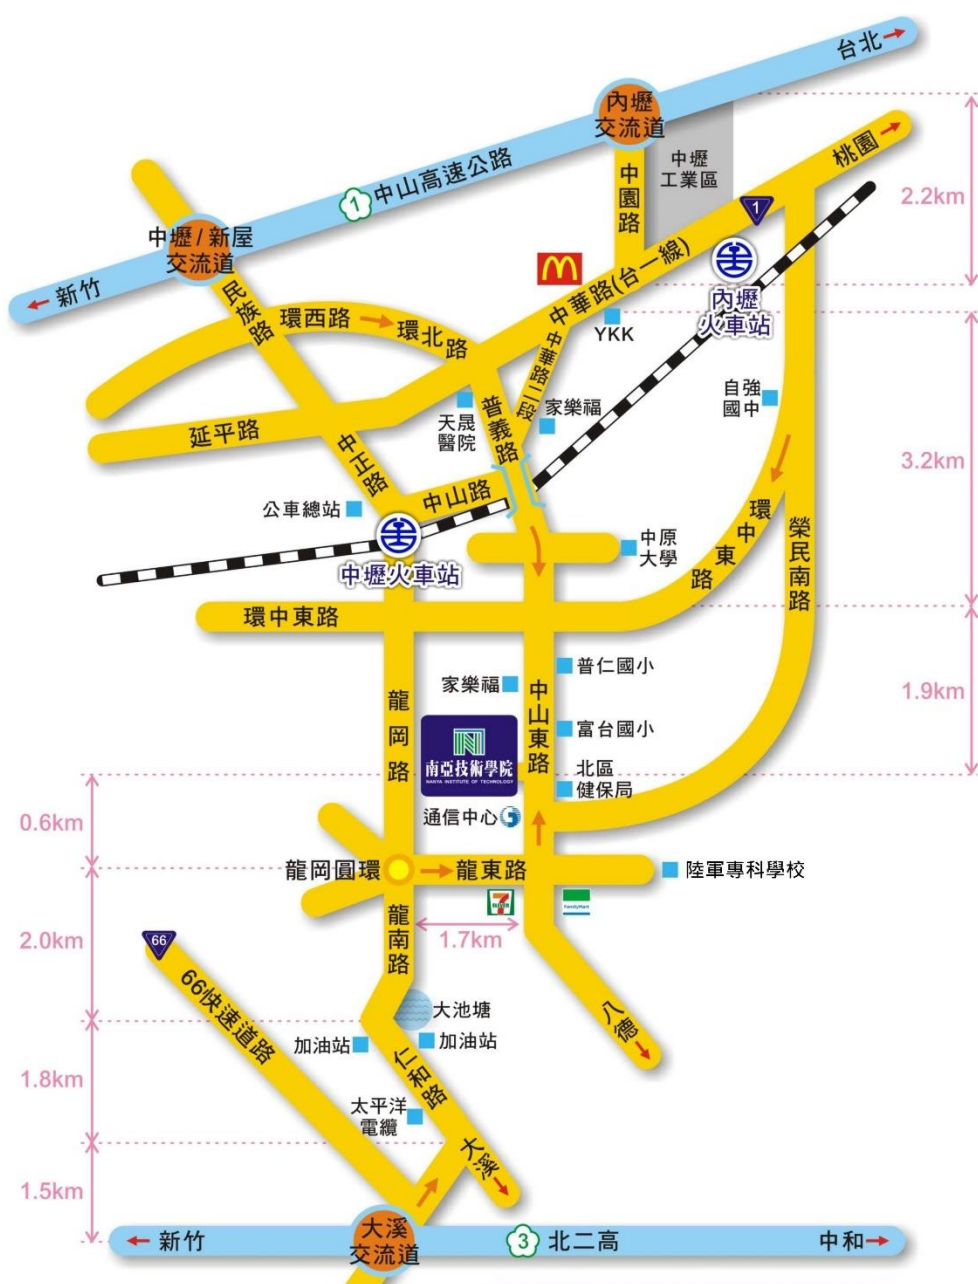 台北
內壢
交流道
中壢
工業區
桃園
中園路
2.2km
1
中山高速公路
1
中壢/新屋
交流道
新竹
民族路
中華路(台一線)
內壢
火車站
YKK
環西路
環北路
中華路二段
家樂福
自強
國中
延平路
天晟
醫院
普義路
中正路
3.2km
中山路
公車總站
中原
大學
環中東路
榮民南路
中壢火車站
環中東路
普仁國小
家樂福
中山東路
1.9km
龍岡路
富台國小
N
南亞技術學院
NANYA INSTITUTE OF TECHNOLOGY
北區
健保局
通信中心
0.6km
龍岡圓環
龍東路
陸軍專科學校
7
ELEVEN
FamilyMart
龍南路
1.7km
2.0km
66
66快速道路
大池塘
八德
加油站
加油站
仁和路
1.8km
太平洋
電纜
大溪
1.5km
大溪
交流道
新竹
3
北二高
中和